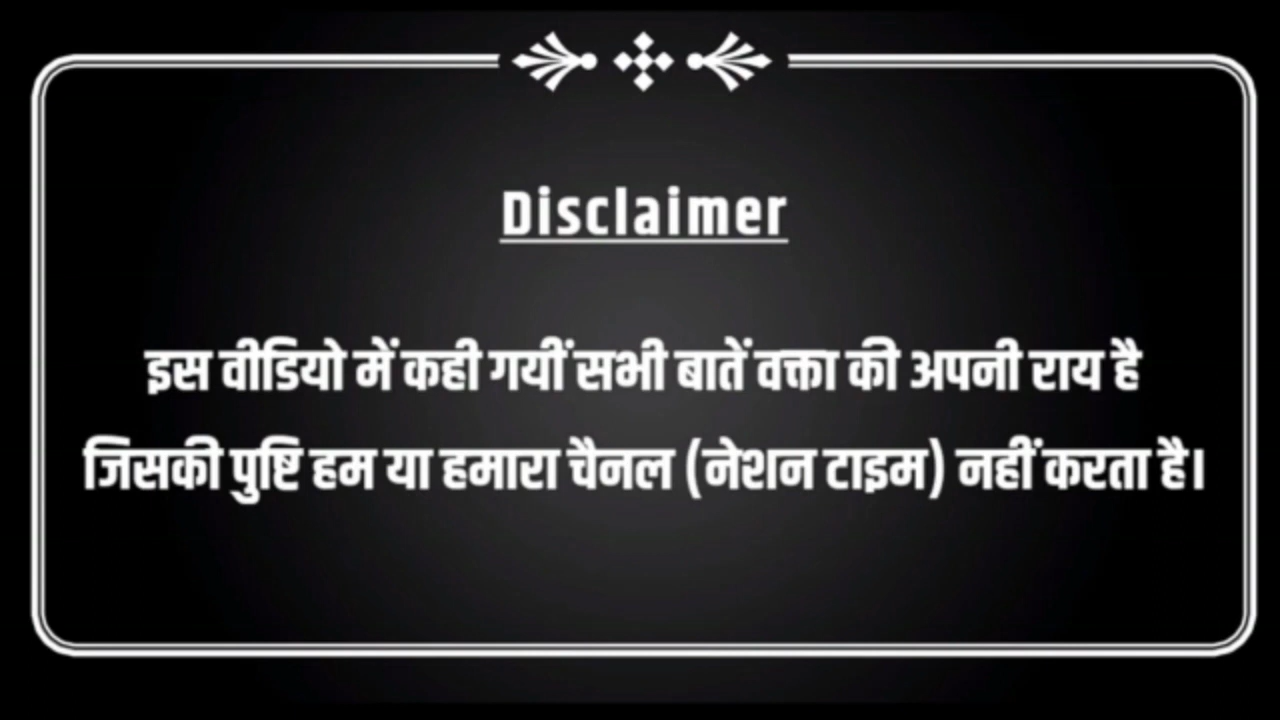 Disclaimer
इस वीडियो में कही गयीं सभी बातें वक्ता की अपनी राय है
जिसकी पुष्टि हम या हमारा चैनल (नेशन टाइम) नहीं करता है।